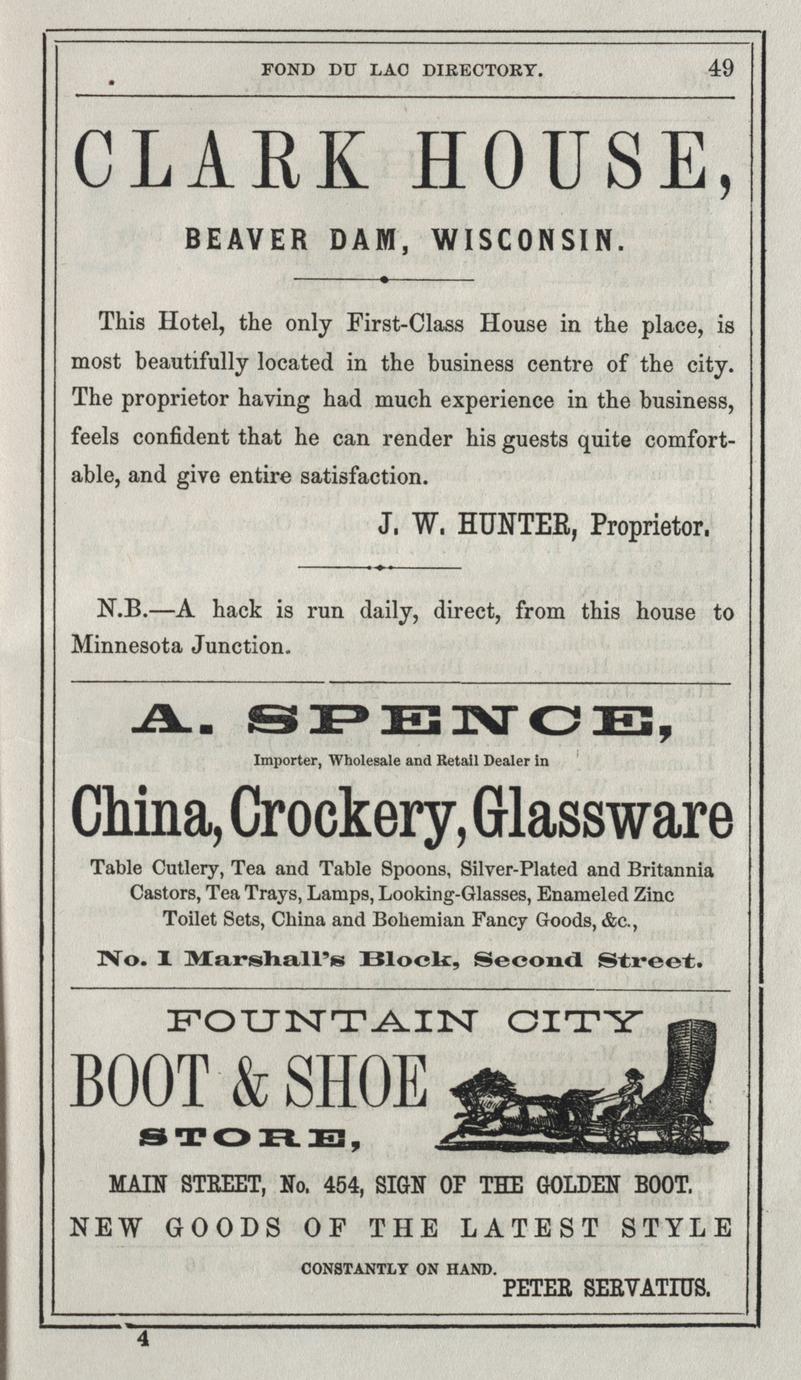 FOND DU LAC DIRECTORY. 49
CLARK HOUSE,
BEAVER DAM, WISCONSIN.
This Hotel, the only First-Class House in the place, is
most beautifully located in the business centre of the city.
The proprietor having had much experience in the business,
feels confident that he can render his guests quite comfort-
able, and give entire satisfaction.
J. W. HUNTER, Proprietor.
N.B.—A hack is run daily, direct, from this house to
Minnesota Junction.
A. SPENCE,
Importer, Wholesale and Retail Dealer in
China, Crockery, Glassware
Table Cutlery, Tea and Table Spoons, Silver-Plated and Britannia
Castors, Tea Trays, Lamps, Looking-Glasses, Enameled Zinc
Toilet Sets, China and Bohemian Fancy Goods, &c.,
No. 1 Marshall's Block, Second Street.
FOUNTAIN CITY
BOOT & SHOE
STORE,
MAIN STREET, No. 454, SIGN OF THE GOLDEN BOOT.
NEW GOODS OF THE LATEST STYLE
CONSTANTLY ON HAND.
PETER SERVATIUS.
4